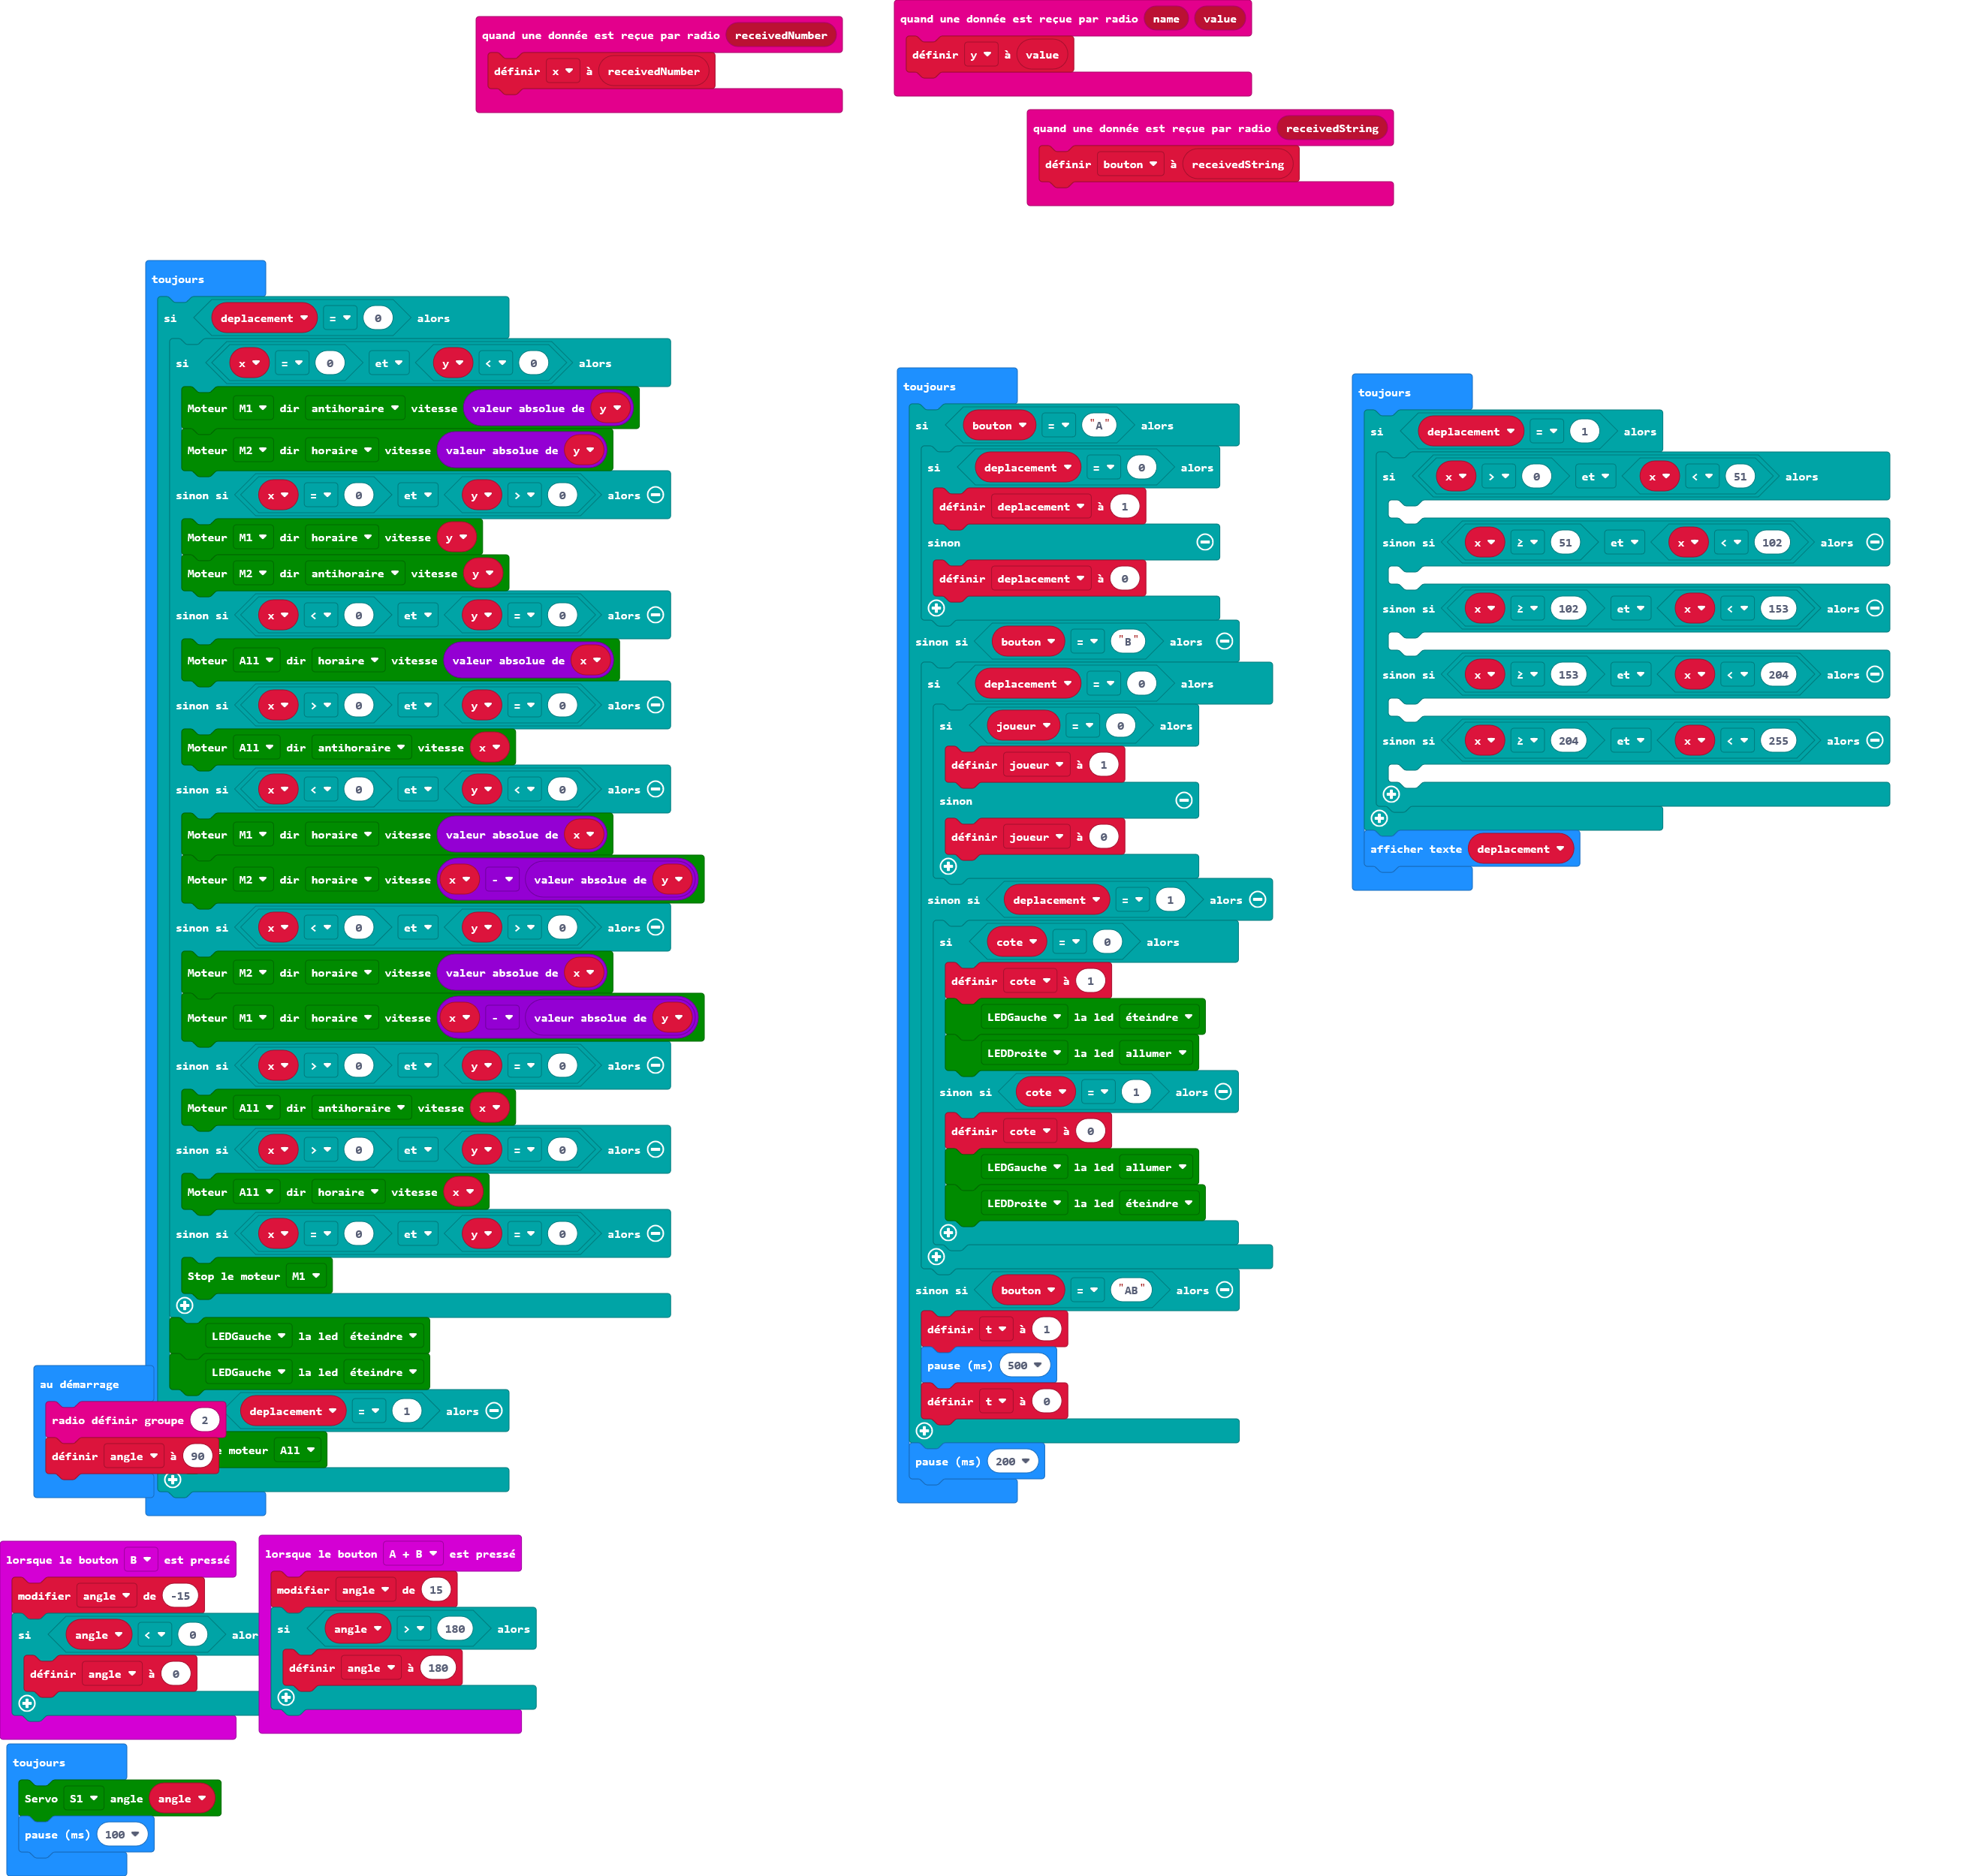 quand une donnée est reçue par radio receivedNumber
définir x à receivedNumber
quand une donnée est reçue par radio name value
définir y à value
quand une donnée est reçue par radio receivedString
définir bouton à receivedString
toujours
si deplacement = 0 alors
si x = 0 et y < 0 alors
Moteur M1 dir antihoraire vitesse valeur absolue de y
Moteur M2 dir horaire vitesse valeur absolue de y
sinon si x = 0 et y > 0 alors
Moteur M1 dir horaire vitesse y
Moteur M2 dir antihoraire vitesse y
sinon si x < 0 et y = 0 alors
Moteur All dir horaire vitesse valeur absolue de x
sinon si x > 0 et y = 0 alors
Moteur All dir antihoraire vitesse x
sinon si x < 0 et y < 0 alors
Moteur M1 dir horaire vitesse valeur absolue de x
Moteur M2 dir horaire vitesse x - valeur absolue de y
sinon si x < 0 et y > 0 alors
Moteur M2 dir horaire vitesse valeur absolue de x
Moteur M1 dir horaire vitesse x - valeur absolue de y
sinon si x > 0 et y = 0 alors
Moteur All dir antihoraire vitesse x
sinon si x > 0 et y = 0 alors
Moteur All dir horaire vitesse x
sinon si x = 0 et y = 0 alors
Stop le moteur M1
LEDGauche la led éteindre
LEDGauche la led éteindre
deplacement = 1 alors
moteur All
au démarrage
radio définir groupe 2
définir angle à 90
toujours
si bouton = "A" alors
si deplacement = 0 alors
définir deplacement à 1
sinon
définir deplacement à 0
sinon si bouton = "B" alors
si deplacement = 0 alors
si joueur = 0 alors
définir joueur à 1
sinon
définir joueur à 0
sinon si deplacement = 1 alors
si cote = 0 alors
définir cote à 1
LEDGauche la led éteindre
LEDDroite la led allumer
sinon si cote = 1 alors
définir cote à 0
LEDGauche la led allumer
LEDDroite la led éteindre
sinon si bouton = "AB" alors
définir t à 1
pause (ms) 500
définir t à 0
pause (ms) 200
toujours
si deplacement = 1 alors
si x > 0 et x < 51 alors
sinon si x ≥ 51 et x < 102 alors
sinon si x ≥ 102 et x < 153 alors
sinon si x ≥ 153 et x < 204 alors
sinon si x ≥ 204 et x < 255 alors
afficher texte deplacement
lorsque le bouton B est pressé
modifier angle de -15
si angle < 0 alor
définir angle à 0
lorsque le bouton A + B est pressé
modifier angle de 15
si angle > 180 alors
définir angle à 180
toujours
Servo S1 angle angle
pause (ms) 100